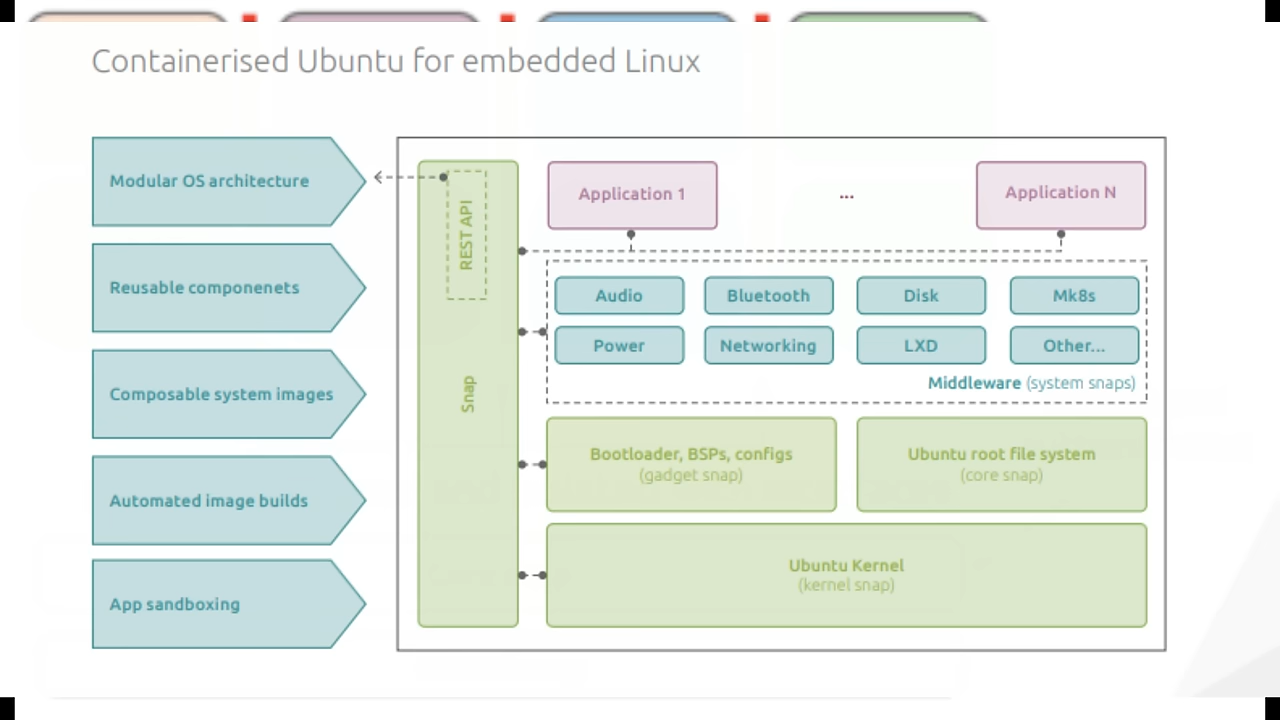 Containerised Ubuntu for embedded Linux
Modular OS architecture
Reusable componenets
Composable system images
Automated image builds
App sandboxing
REST API
Snap
Application 1
...
Application N
Audio
Bluetooth
Disk
Mk8s
Power
Networking
LXD
Other...
Middleware (system snaps)
Bootloader, BSPs, configs
(gadget snap)
Ubuntu root file system
(core snap)
Ubuntu Kernel
(kernel snap)